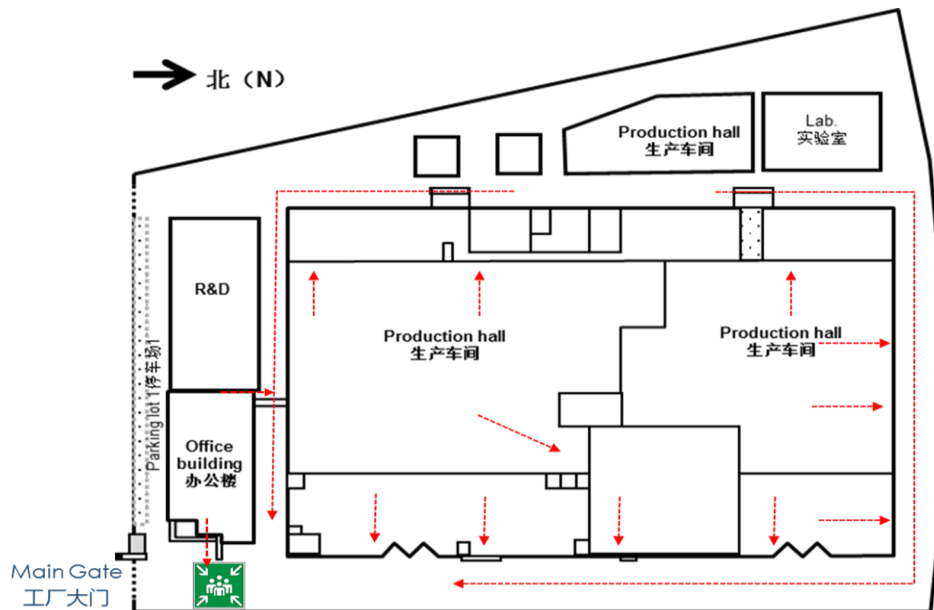 北（N）
Production hall
生产车间
Lab.
实验室
R&D
Production hall
生产车间
Production hall
生产车间
Parking lot 1停车场1
Office
building
办公楼
Main Gate
工厂大门